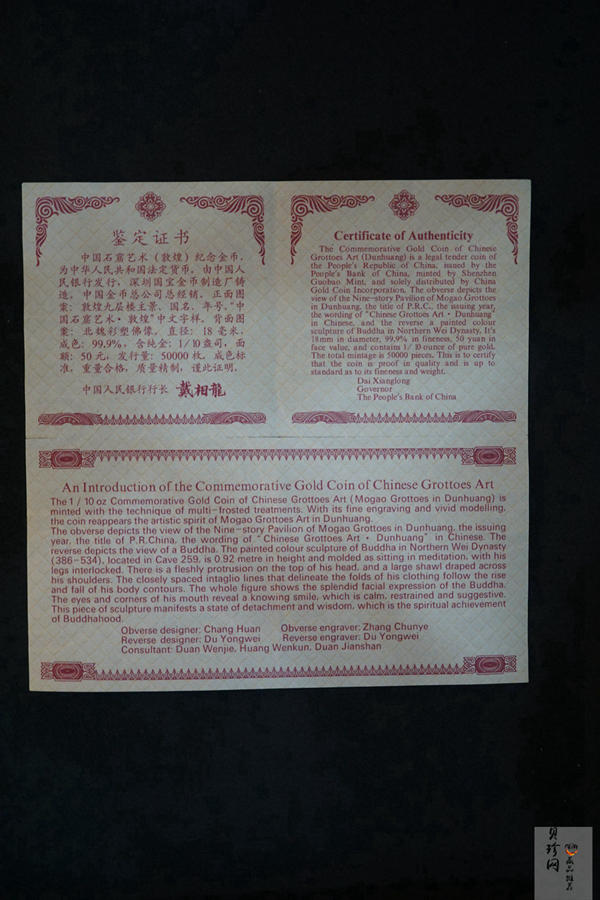 鉴定证书
中国石窟艺术（敦煌）纪念金币，
为中华人民共和国法定货币。由中国人
民银行发行，深圳国宝金币制造厂铸
造，中国金币总公司总经销。正面图
案：敦煌九层楼主景、国名、年号，“中
国石窟艺术·敦煌”中文字样。背面图
案：北魏彩塑佛像。直径：18毫米，
成色：99.9%，含纯金：1/10盎司，面
额：50元，发行量：50000枚。成色标
准，重量合格，质量精制，谨此证明。
中国人民银行行长 戴相龍
Certificate of Authenticity
The Commemorative Gold Coin of Chinese
Grottoes Art (Dunhuang) is a legal tender coin of
the People's Republic of China, issued by the
People's Bank of China, minted by Shenzhen
Guobao Mint, and solely distributed by China
Gold Coin Incorporation. The obverse depicts the
view of the Nine-story Pavilion of Mogao Grottoes
in Dunhuang, the title of P.R.C., the issuing year,
the wording of "Chinese Grottoes Art · Dunhuang"
in Chinese, and the reverse a painted colour
sculpture of Buddha in Northern Wei Dynasty. It's
18mm in diameter, 99.9% in fineness, 50 yuan in
face value, and contains 1/10 ounce of pure gold.
The total mintage is 50000 pieces. This is to certify
that the coin is proof in quality and is up to
standard as to its fineness and weight.
Dai Xianglong
Governor
The People's Bank of China
An Introduction of the Commemorative Gold Coin of Chinese Grottoes Art
The 1/10 oz Commemorative Gold Coin of Chinese Grottoes Art (Mogao Grottoes in Dunhuang) is
minted with the technique of multi-frosted treatments. With its fine engraving and vivid modelling,
the coin reappears the artistic spirit of Mogao Grottoes Art in Dunhuang.
The obverse depicts the view of the Nine-story Pavilion of Mogao Grottoes in Dunhuang, the issuing
year, the title of P.R.China, the wording of "Chinese Grottoes Art · Dunhuang" in Chinese. The
reverse depicts the view of a Buddha. The painted colour sculpture of Buddha in Northern Wei Dynasty
(386-534), located in Cave 259, is 0.92 metre in height and molded as sitting in meditation, with his
legs interlocked. There is a fleshly protrusion on the top of his head, and a large shawl draped across
his shoulders. The closely spaced intaglio lines that delineate the folds of his clothing follow the rise
and fall of his body contours. The whole figure shows the splendid facial expression of the Buddha.
The eyes and corners of his mouth reveal a knowing smile, which is calm, restrained and suggestive.
This piece of sculpture manifests a state of detachment and wisdom, which is the spiritual achievement
of Buddhahood.
Obverse designer: Chang Huan Obverse engraver: Zhang Chunye
Reverse designer: Du Yongwei Reverse engraver: Du Yongwei
Consultant: Duan Wenjie, Huang Wenkun, Duan Jianshan
贝珍网
藏品推荐